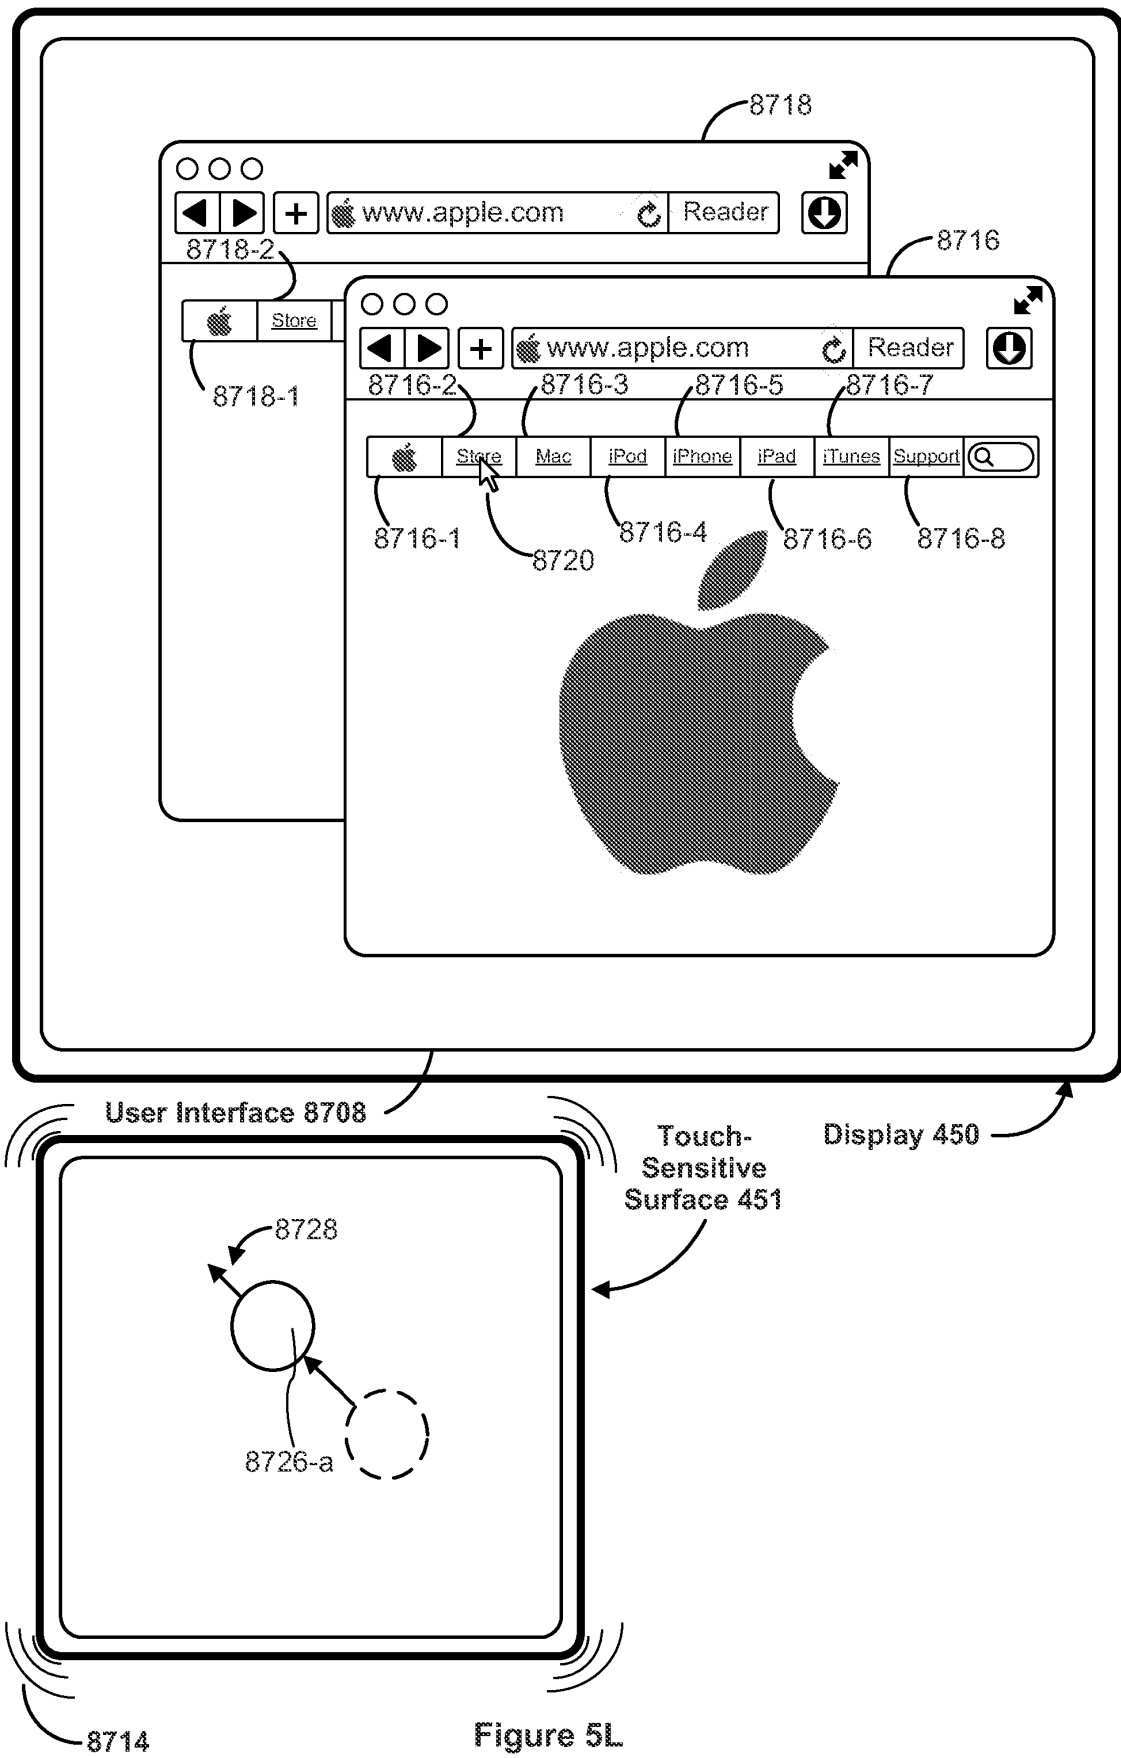 8718
www.apple.com
Reader
8718-2
8716
Store
www.apple.com
Reader
8718-1
8716-2
8716-3
8716-5
8716-7
Store
Mac
iPod
iPhone
iPad
iTunes
Support
8716-1
8720
8716-4
8716-6
8716-8
User Interface 8708
Touch-
Sensitive
Surface 451
Display 450
8728
8726-a
8714
Figure 5L